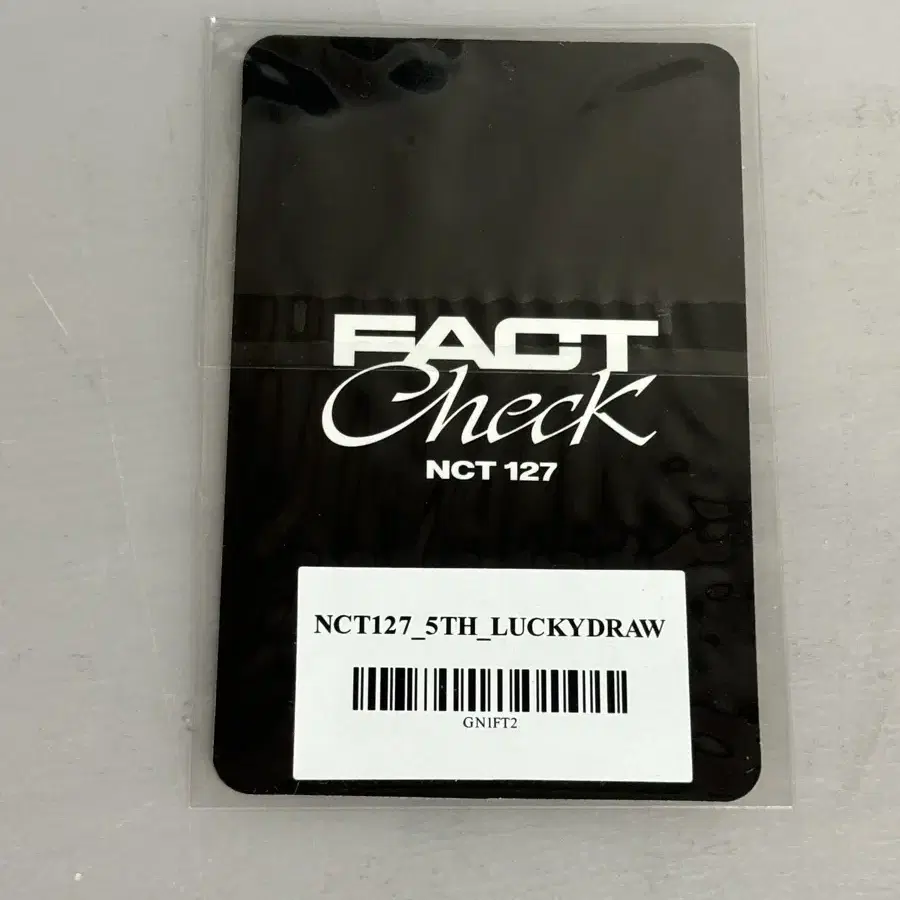 FACT
Check
NCT 127
NCT127_5TH_LUCKYDRAW
GN1FT2